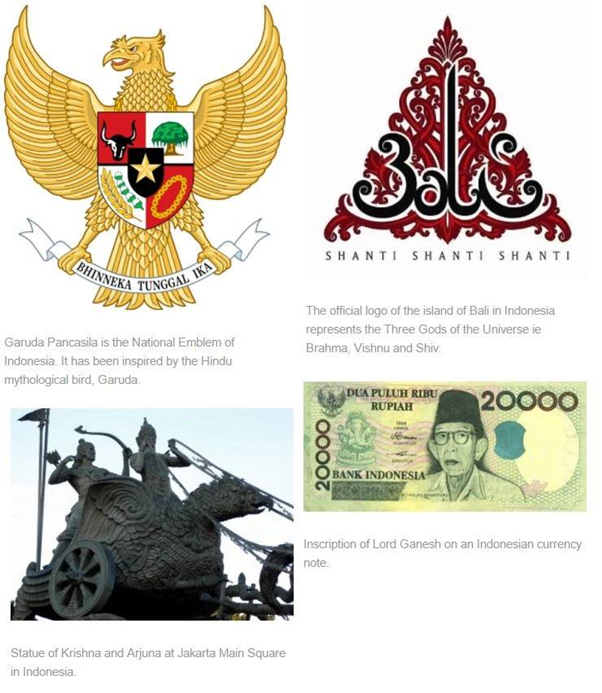 BHINNEKA TUNGGAL IKA
Garuda Pancasila is the National Emblem of
Indonesia. It has been inspired by the Hindu
mythological bird, Garuda.
Bali
SHANTI SHANTI SHANTI
The official logo of the island of Bali in Indonesia
represents the Three Gods of the Universe ie
Brahma, Vishnu and Shiv.
DUA PULUH RIBU
RUPIAH
20000
1998
20000
BANK INDONESIA
Inscription of Lord Ganesh on an Indonesian currency
note.
Statue of Krishna and Arjuna at Jakarta Main Square
in Indonesia.